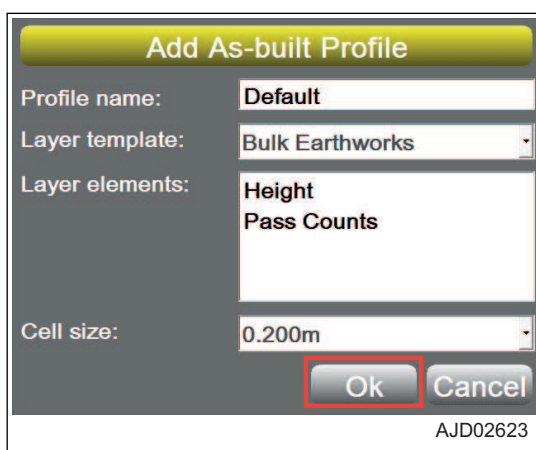 Add As-built Profile
Profile name: Default
Layer template: Bulk Earthworks
Layer elements: Height
Pass Counts
Cell size: 0.200m
Ok Cancel
AJD02623